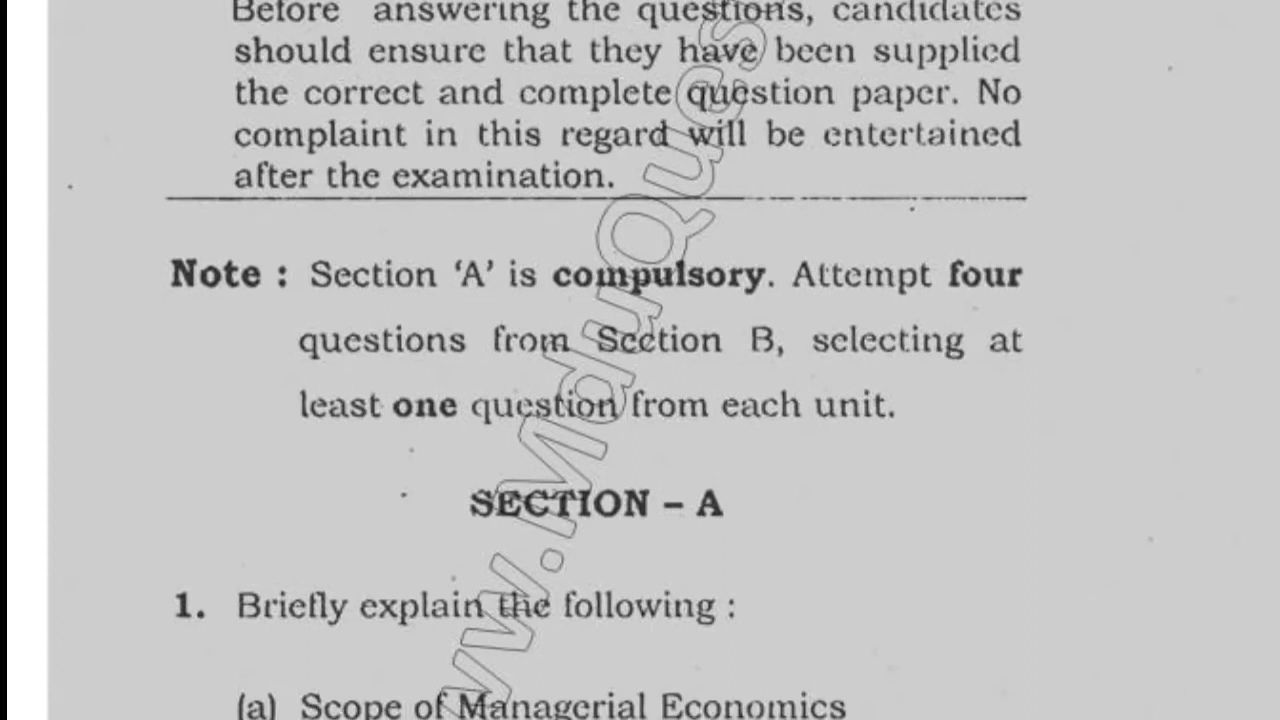 Before answering the questions, candidates
should ensure that they have been supplied
the correct and complete question paper. No
complaint in this regard will be entertained
after the examination.
Note : Section ‘A’ is compulsory. Attempt four
questions from Section B, selecting at
least one question from each unit.
SECTION – A
1. Briefly explain the following :
(a) Scope of Managerial Economics
www.MdurQues